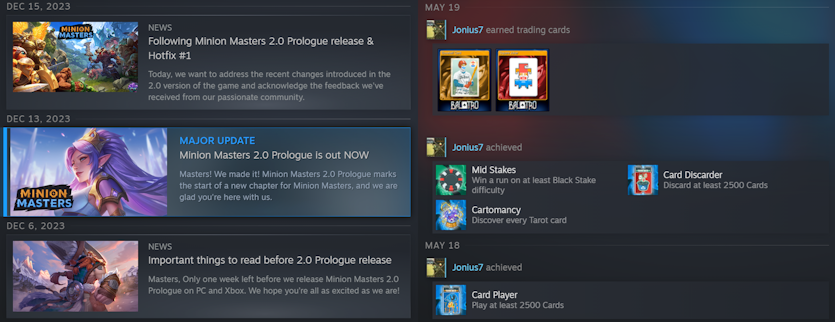 DEC 15, 2023
MINION
MASTERS
NEWS
Following Minion Masters 2.0 Prologue release &
Hotfix #1
Today, we want to address the recent changes introduced in the
2.0 version of the game and acknowledge the feedback we've
received from our passionate community.
DEC 13, 2023
MINION
MASTERS
MAJOR UPDATE
Minion Masters 2.0 Prologue is out NOW
Masters! We made it! Minion Masters 2.0 Prologue marks
the start of a new chapter for Minion Masters, and we are
glad you're here with us.
DEC 6, 2023
NEWS
Important things to read before 2.0 Prologue release
Masters, Only one week left before we release Minion Masters 2.0
Prologue on PC and Xbox. We hope you're all as excited as we are!
MAY 19
Jonius7 earned trading cards
BALATRO
BALATRO
Jonius7 achieved
Mid Stakes
Win a run on at least Black Stake
difficulty
Card Discarder
Discard at least 2500 Cards
Cartomancy
Discover every Tarot card
MAY 18
Jonius7 achieved
Card Player
Play at least 2500 Cards